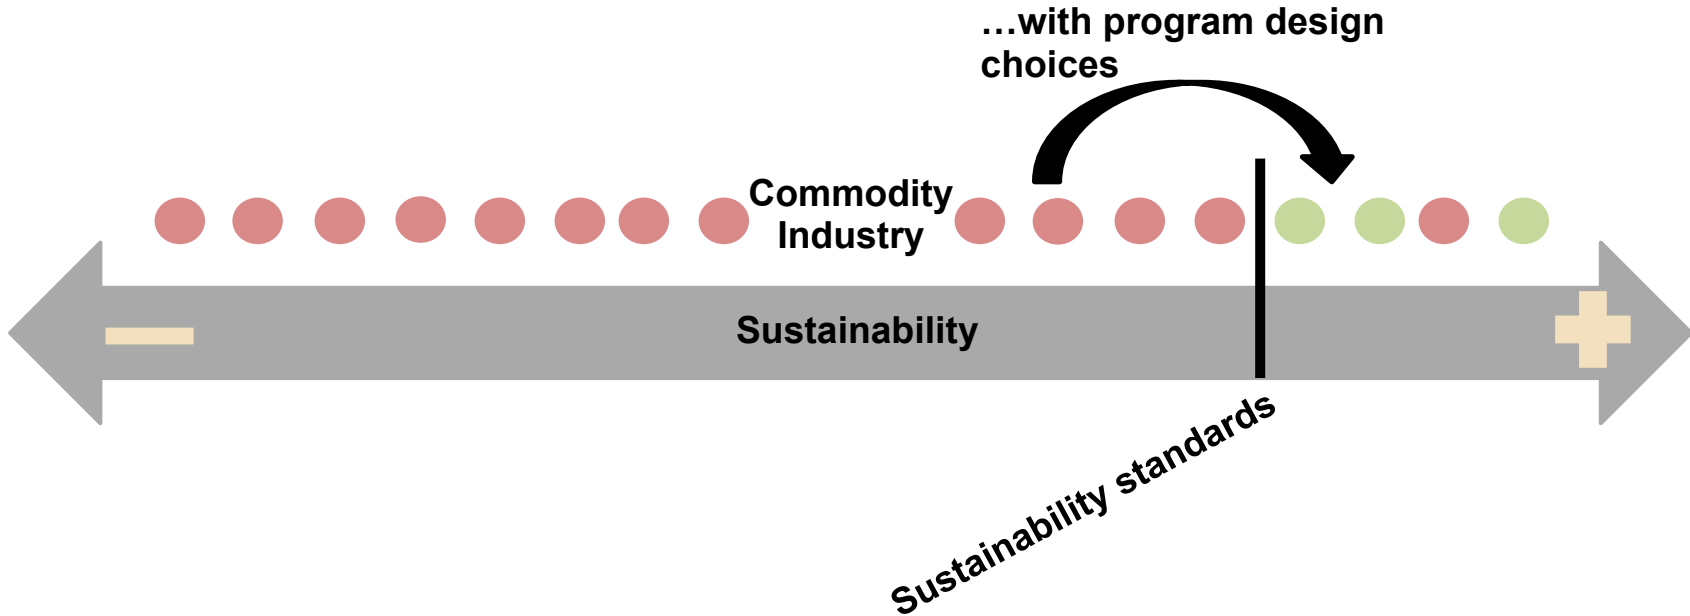 …with program design
choices
Commodity
Industry
Sustainability
Sustainability standards